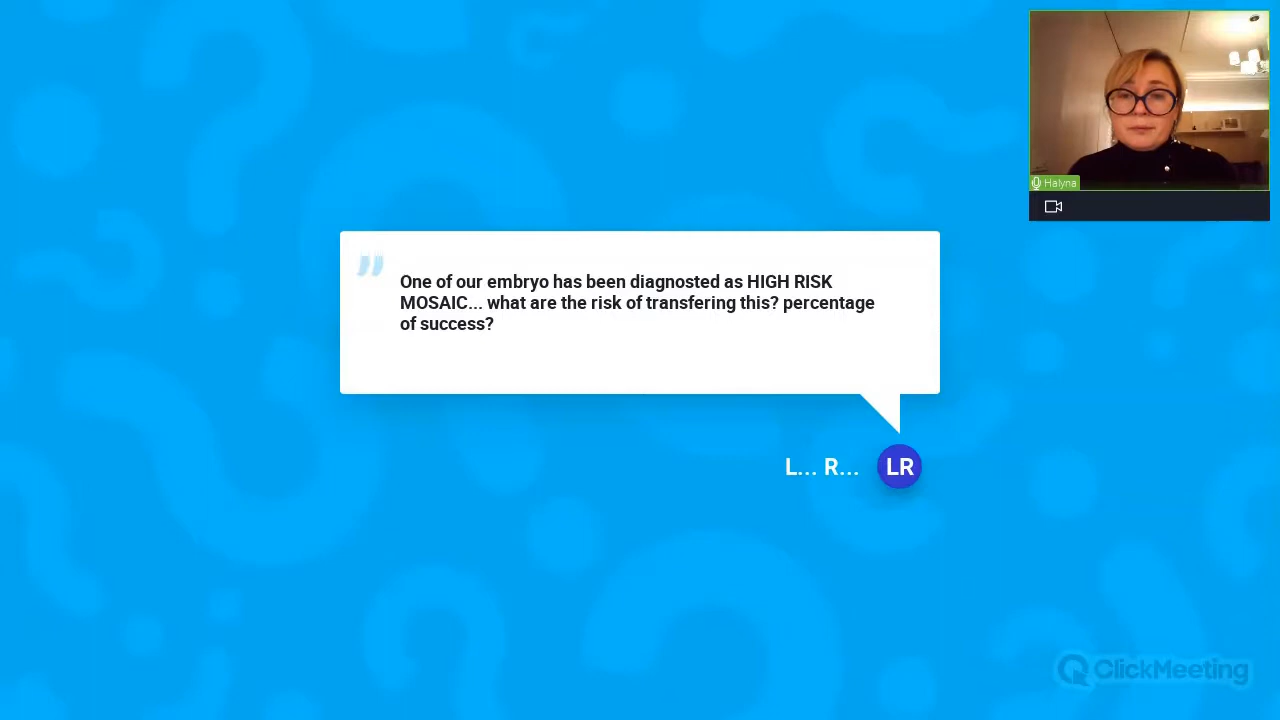 Halyna
"
One of our embryo has been diagnosted as HIGH RISK
MOSAIC... what are the risk of transfering this? percentage
of success?
L... R... LR
ClickMeeting